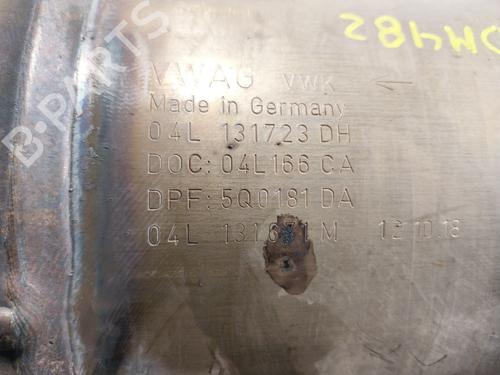 VWAG VWK ←
Made in Germany
04L 131723 DH
DOC: 04L166 CA
DPF: 5Q0181 DA
04L 131671 M 12.10.18
B-PARTS